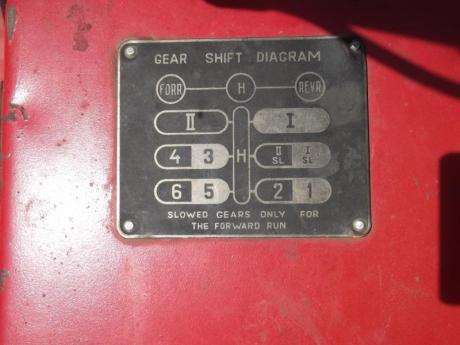 GEAR SHIFT DIAGRAM
FORR H REVR
II I
4 3 H II SL I SL
6 5 2 1
SLOWED GEARS ONLY FOR
THE FORWARD RUN